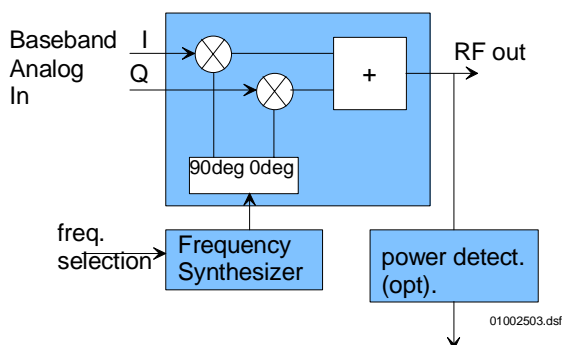 Baseband I
Analog Q
In
+
RF out
90deg 0deg
freq.
selection
Frequency
Synthesizer
power detect.
(opt).
01002503.dsf